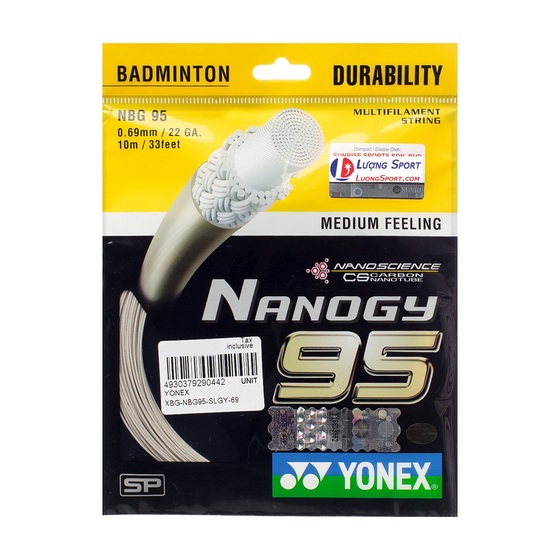 BADMINTON
DURABILITY
NBG 95
0.69mm / 22 GA.
10m / 33feet
MULTIFILAMENT
STRING
LƯỢNG SPORT
LUONGSPORT.COM
MEDIUM FEELING
NANOSCIENCE
CS CARBON
NANOTUBE
NANOGY
95
Tax
inclusive
4930379290442 UNIT
YONEX
XBG-NBG95-SLGY-69
YONEX®
SP